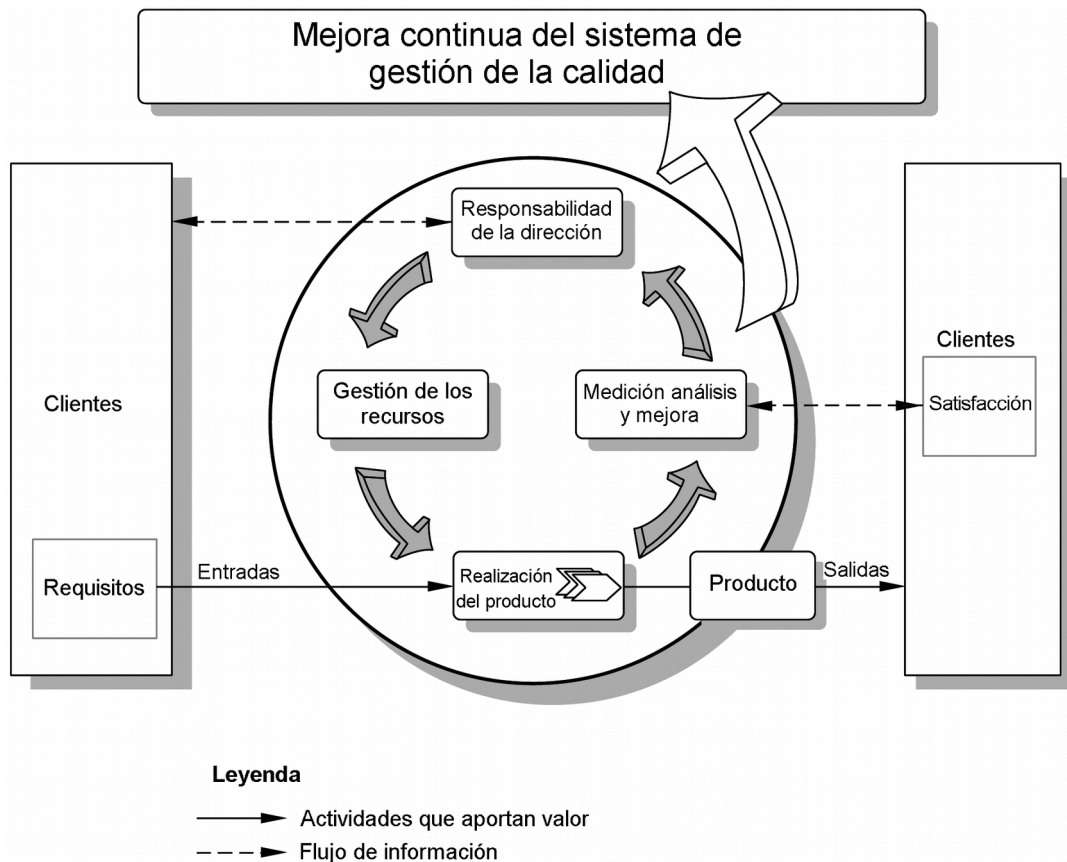 Mejora continua del sistema de
gestión de la calidad
Responsabilidad
de la dirección
Clientes
Gestión de los
recursos
Medición análisis
y mejora
Clientes
Satisfacción
Requisitos
Entradas
Realización
del producto
Producto
Salidas
Leyenda
Actividades que aportan valor
Flujo de información